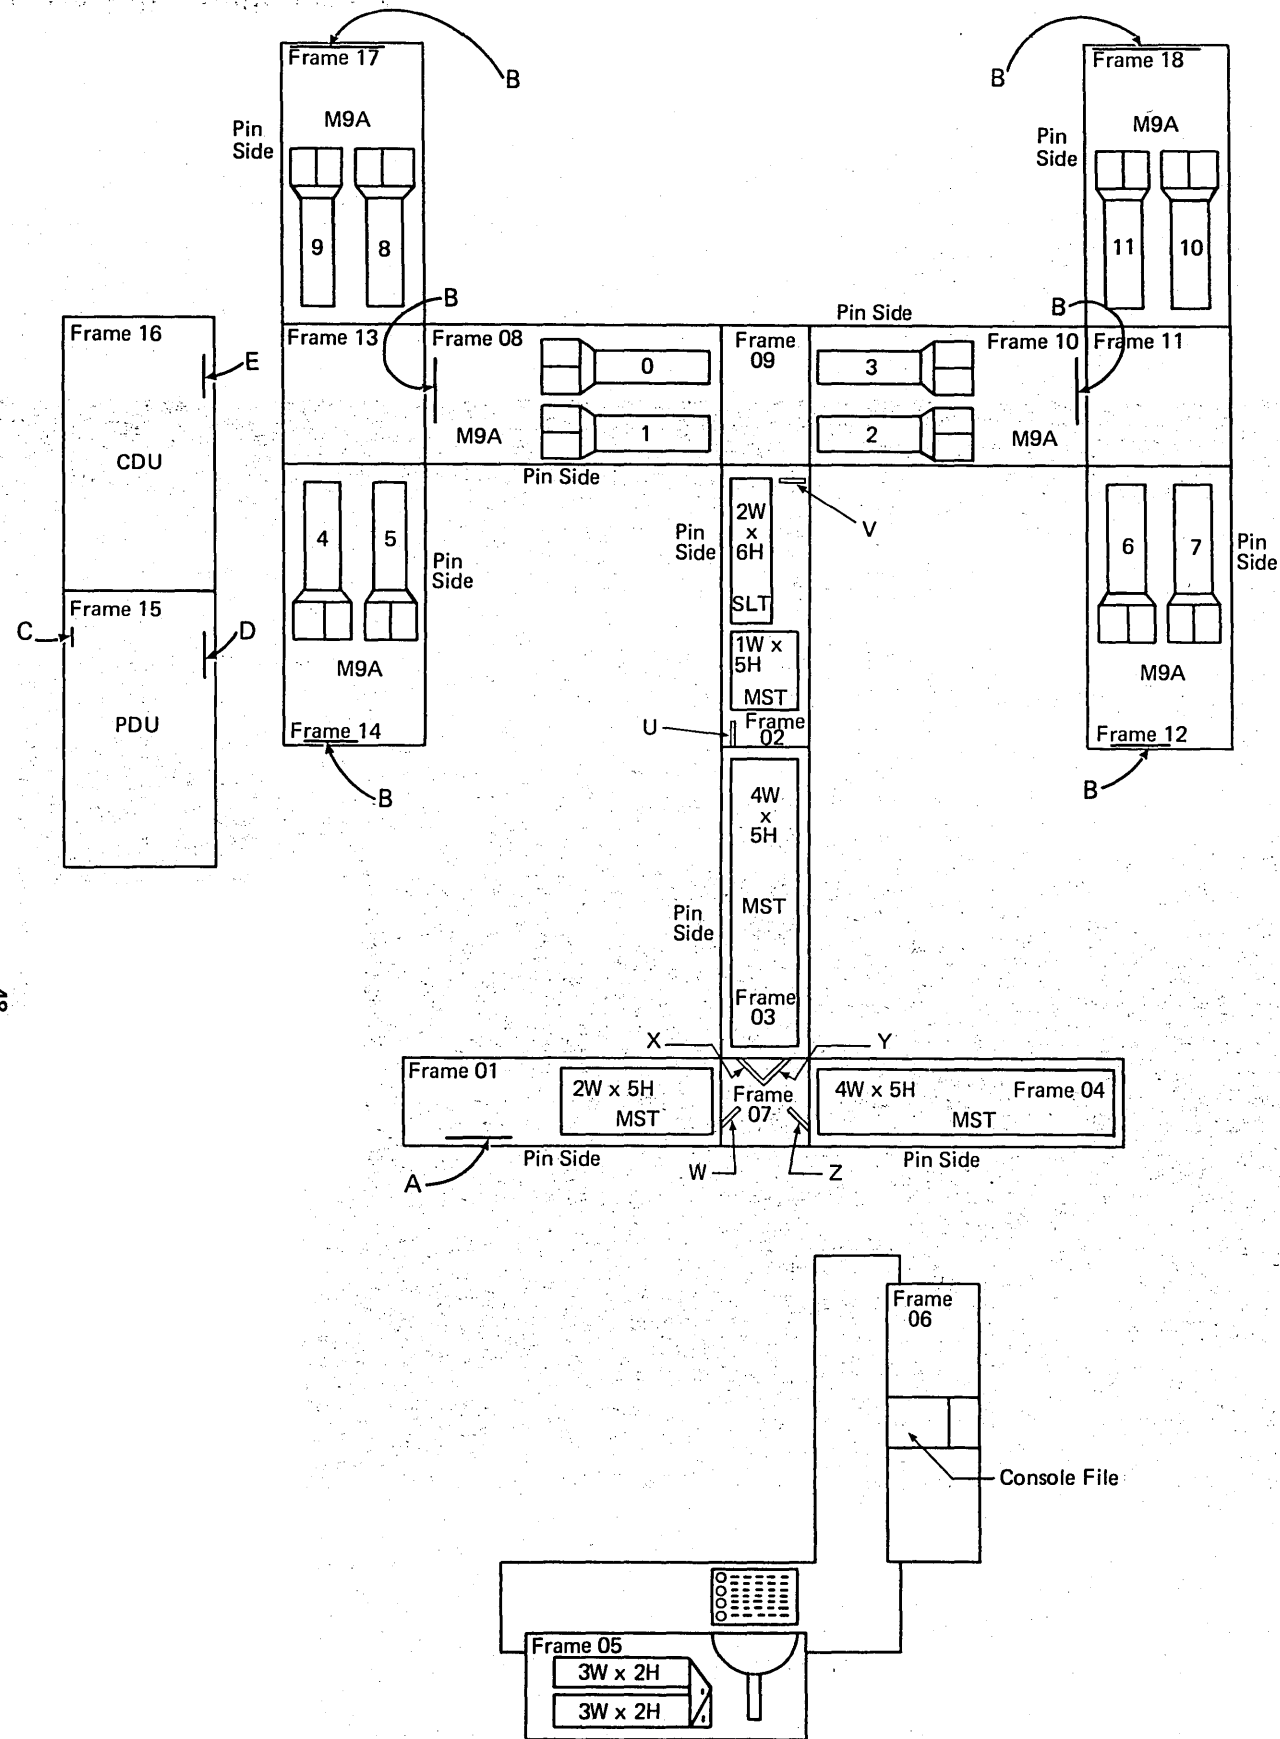 Frame 17
B
B
Frame 18
M9A
M9A
Pin
Side
Pin
Side
9
8
11
10
B
B
Pin Side
Frame 16
Frame 13
Frame 08
Frame
09
Frame 10
Frame 11
E
0
3
CDU
M9A
1
2
M9A
Pin Side
V
2W
x
6H
SLT
Pin
Side
4
5
Pin
Side
6
7
Pin
Side
Frame 15
C
D
1W x
5H
MST
M9A
M9A
PDU
U
Frame
02
Frame 14
Frame 12
B
B
4W
x
5H
MST
Pin
Side
Frame
03
X
Y
Frame 01
2W x 5H
MST
Frame
07
4W x 5H
Frame 04
MST
Pin Side
Pin Side
A
W
Z
Frame
06
Console File
Frame 05
3W x 2H
3W x 2H